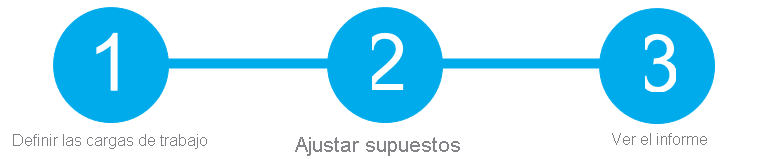 1
2
3
Definir las cargas de trabajo
Ajustar supuestos
Ver el informe